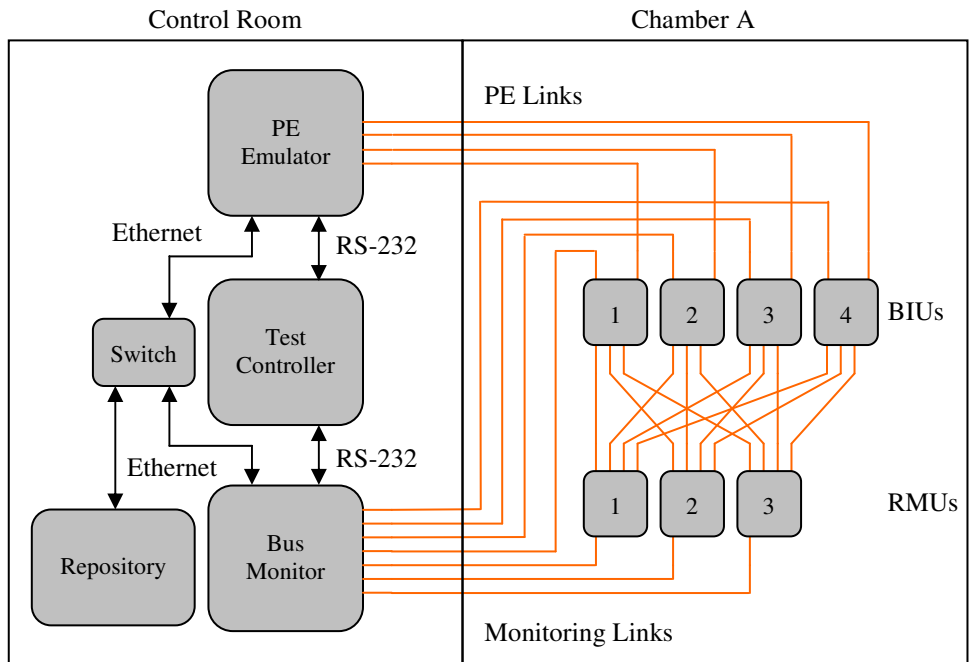 Control Room
Chamber A
PE Links
PE
Emulator
Ethernet
RS-232
Switch
Test
Controller
1
2
3
4
BIUs
Ethernet
RS-232
Repository
Bus
Monitor
1
2
3
RMUs
Monitoring Links